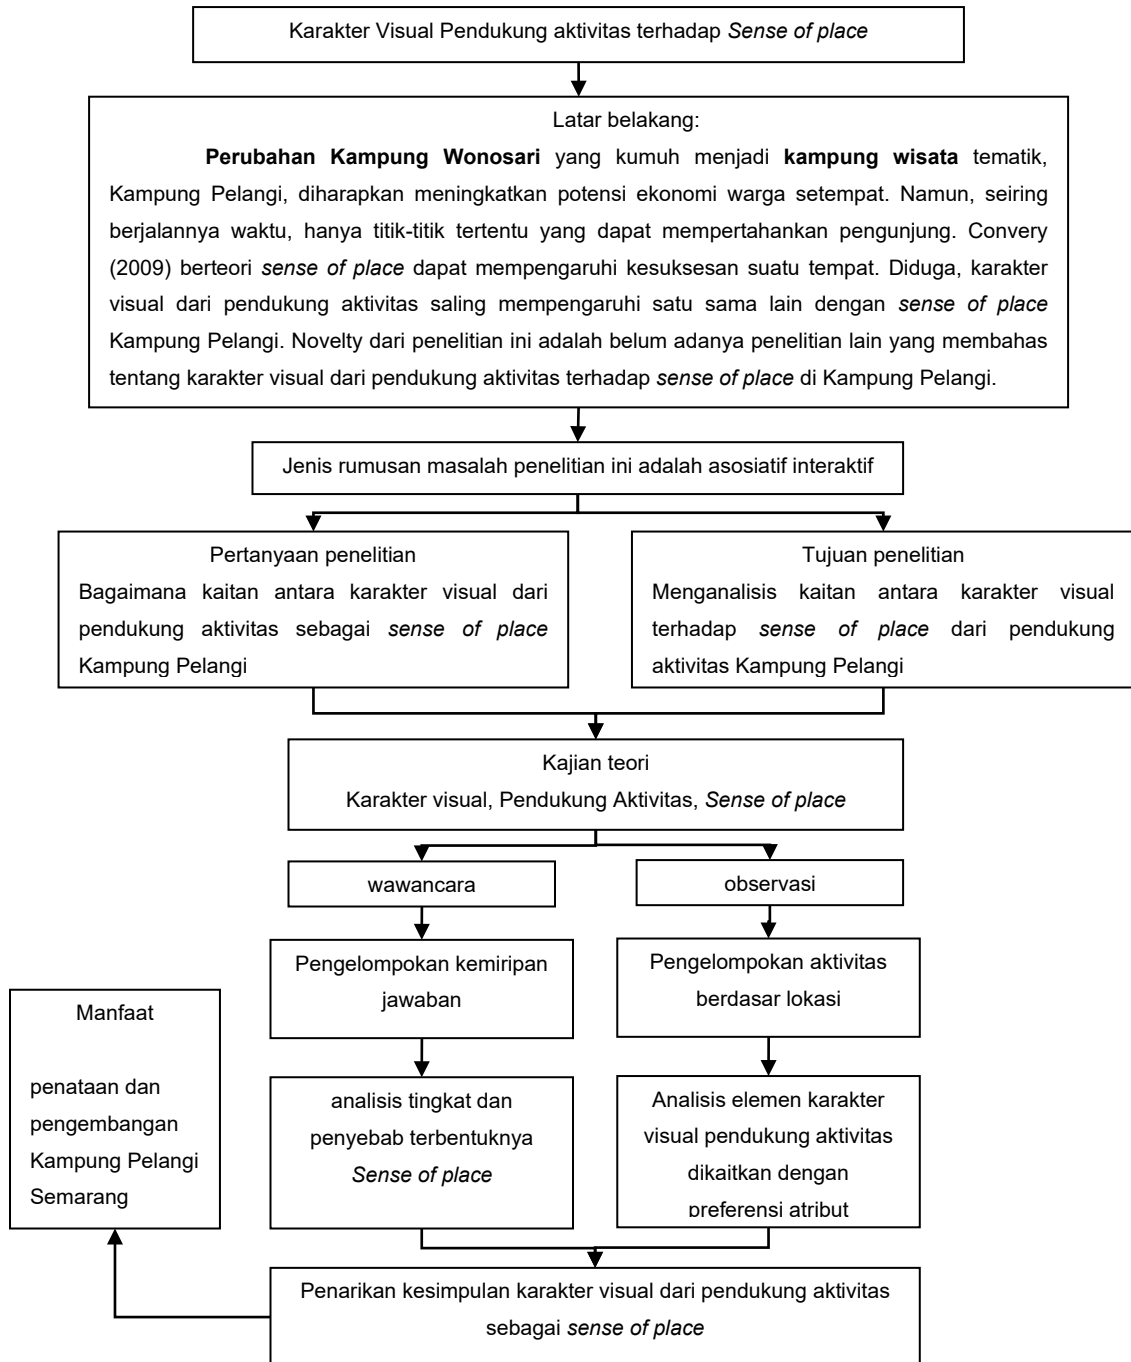 Karakter Visual Pendukung aktivitas terhadap Sense of place
Latar belakang:
Perubahan Kampung Wonosari yang kumuh menjadi kampung wisata tematik,
Kampung Pelangi, diharapkan meningkatkan potensi ekonomi warga setempat. Namun, seiring
berjalannya waktu, hanya titik-titik tertentu yang dapat mempertahankan pengunjung. Convery
(2009) berteori sense of place dapat mempengaruhi kesuksesan suatu tempat. Diduga, karakter
visual dari pendukung aktivitas saling mempengaruhi satu sama lain dengan sense of place
Kampung Pelangi. Novelty dari penelitian ini adalah belum adanya penelitian lain yang membahas
tentang karakter visual dari pendukung aktivitas terhadap sense of place di Kampung Pelangi.
Jenis rumusan masalah penelitian ini adalah asosiatif interaktif
Pertanyaan penelitian
Bagaimana kaitan antara karakter visual dari
pendukung aktivitas sebagai sense of place
Kampung Pelangi
Tujuan penelitian
Menganalisis kaitan antara karakter visual
terhadap sense of place dari pendukung
aktivitas Kampung Pelangi
Kajian teori
Karakter visual, Pendukung Aktivitas, Sense of place
wawancara
observasi
Pengelompokan kemiripan
jawaban
Pengelompokan aktivitas
berdasar lokasi
analisis tingkat dan
penyebab terbentuknya
Sense of place
Analisis elemen karakter
visual pendukung aktivitas
dikaitkan dengan
preferensi atribut
Manfaat
penataan dan
pengembangan
Kampung Pelangi
Semarang
Penarikan kesimpulan karakter visual dari pendukung aktivitas
sebagai sense of place